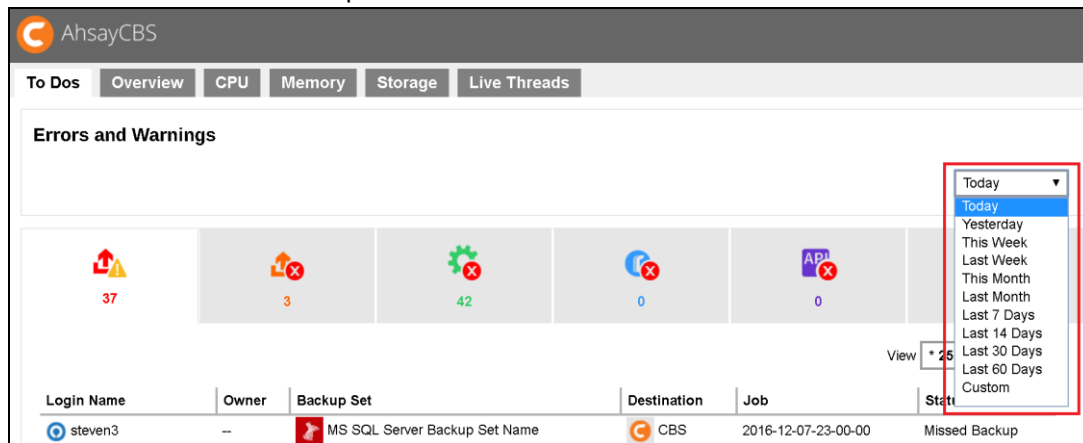 AhsayCBS
To Dos Overview CPU Memory Storage Live Threads
Errors and Warnings
Today
Today
Yesterday
This Week
Last Week
This Month
Last Month
Last 7 Days
Last 14 Days
Last 30 Days
Last 60 Days
Custom
API
37 3 42 0 0
View * 25
Login Name Owner Backup Set Destination Job
steven3 -- MS SQL Server Backup Set Name CBS 2016-12-07-23-00-00 Missed Backup